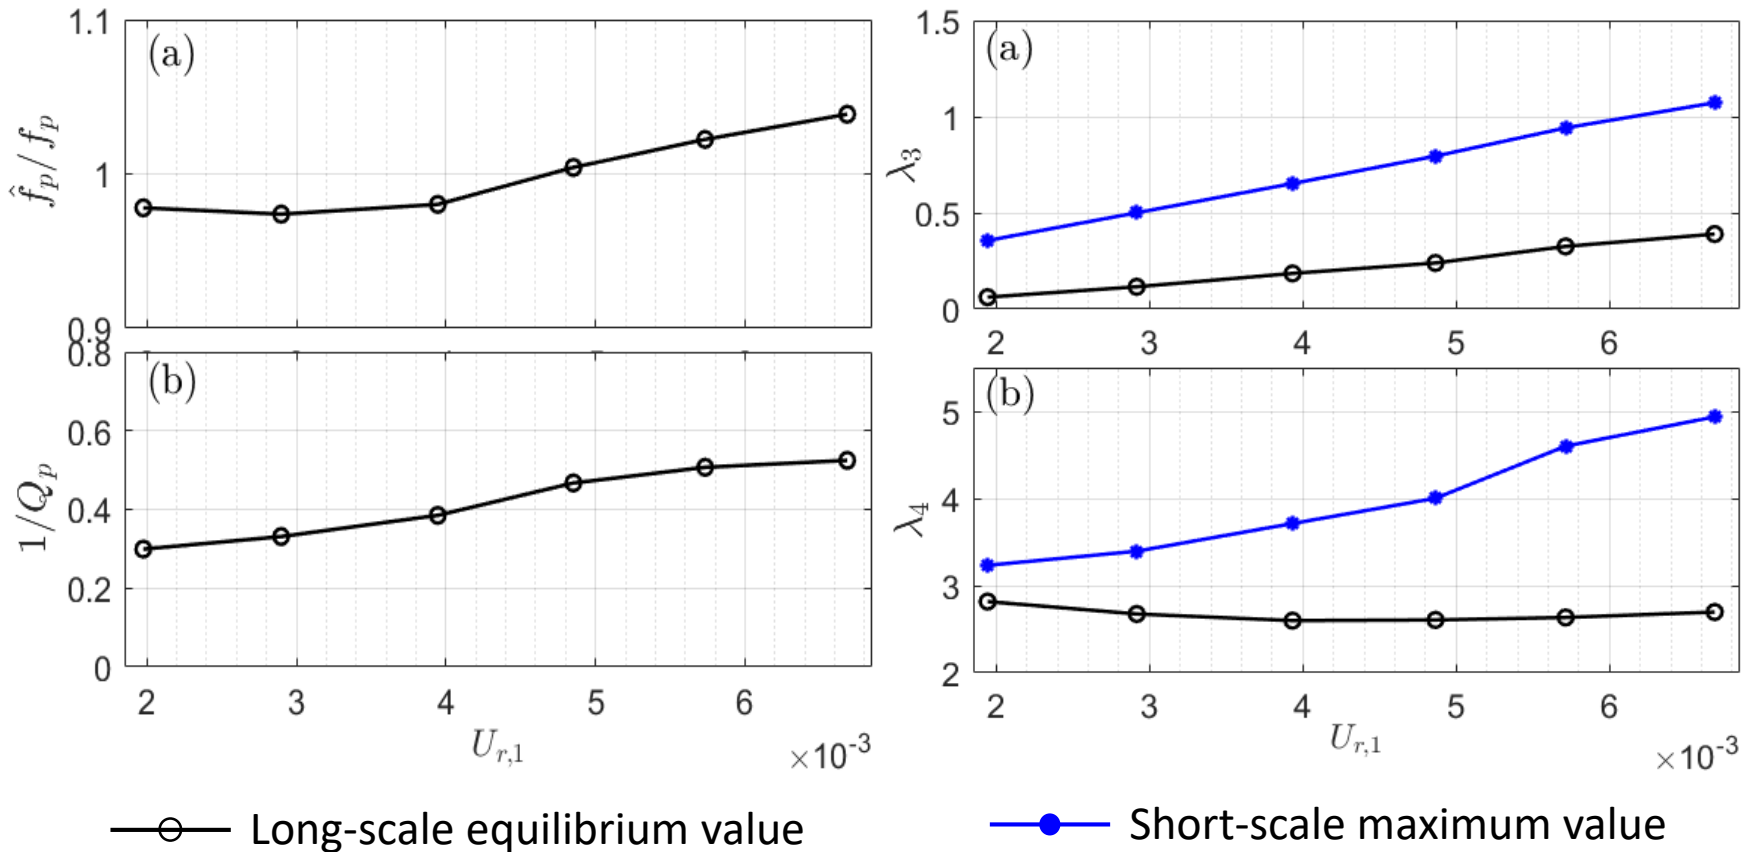 1.1
(a)
f̂ₚ / fₚ
1
0.9
0.8
(b)
1/Qₚ
0.6
0.4
0.2
0
2 3 4 5 6
U_{r,1}
×10⁻³
1.5
(a)
λ₃
1
0.5
0
2 3 4 5 6
(b)
λ₄
5
4
3
2
2 3 4 5 6
U_{r,1}
×10⁻³
Long-scale equilibrium value
Short-scale maximum value